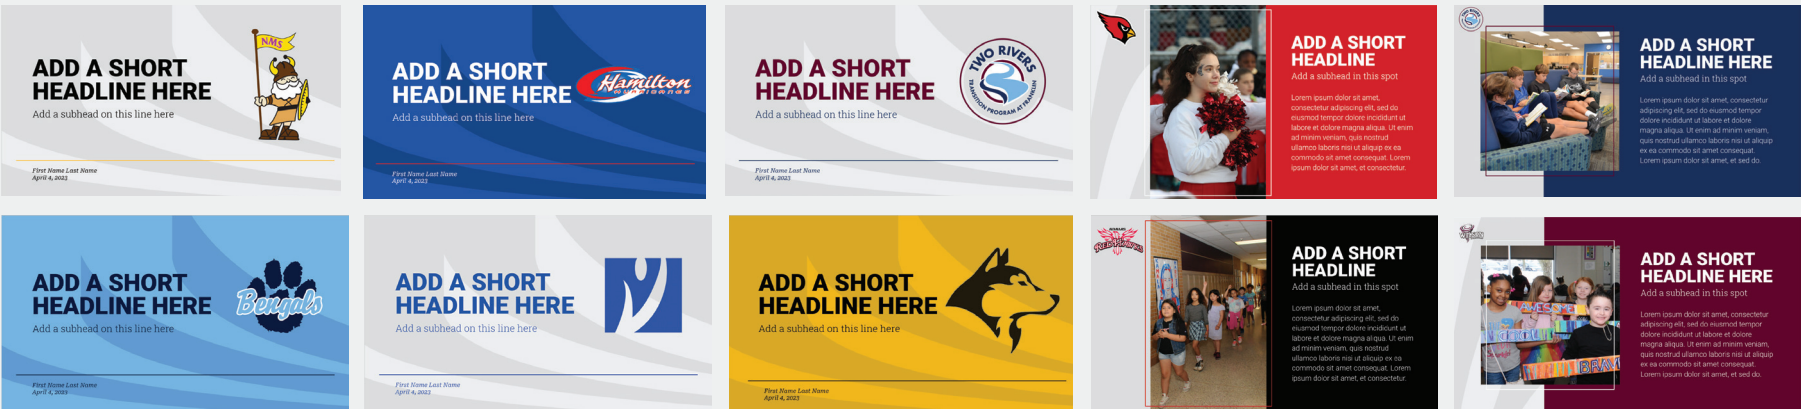 NMS
ADD A SHORT
HEADLINE HERE
Add a subhead on this line here
First Name Last Name
April 4, 2023
ADD A SHORT
HEADLINE HERE
Add a subhead on this line here
Hamilton
HURRICANES
First Name Last Name
April 4, 2023
ADD A SHORT
HEADLINE HERE
Add a subhead on this line here
TWO RIVERS
TRANSITION PROGRAM AT FRANKLIN
First Name Last Name
April 4, 2023
ADD A SHORT
HEADLINE
Add a subhead in this spot
Lorem ipsum dolor sit amet,
consectetur adipiscing elit, sed do
eiusmod tempor dolore incididunt ut
labore et dolore magna aliqua. Ut enim
ad minim veniam, quis nostrud
ullamco laboris nisi ut aliquip ex ea
commodo sit amet consequat. Lorem
ipsum dolor sit amet, et consectetur.
TWO RIVERS
ADD A SHORT
HEADLINE HERE
Add a subhead in this spot
Lorem ipsum dolor sit amet, consectetur
adipiscing elit, sed do eiusmod tempor
dolore incididunt ut labore et dolore
magna aliqua. Ut enim ad minim veniam,
quis nostrud ullamco laboris nisi ut aliquip
ex ea commodo sit amet consequat.
Lorem ipsum dolor sit amet, et sed do.
ADD A SHORT
HEADLINE HERE
Add a subhead on this line here
Bengals
First Name Last Name
April 4, 2023
ADD A SHORT
HEADLINE HERE
Add a subhead on this line here
First Name Last Name
April 4, 2023
ADD A SHORT
HEADLINE HERE
Add a subhead on this line here
First Name Last Name
April 4, 2023
ADD A SHORT
HEADLINE
Add a subhead in this spot
Lorem ipsum dolor sit amet,
consectetur adipiscing elit, sed do
eiusmod tempor dolore incididunt ut
labore et dolore magna aliqua. Ut enim
ad minim veniam, quis nostrud
ullamco laboris nisi ut aliquip ex ea
commodo sit amet consequat. Lorem
ipsum dolor sit amet, et consectetur.
ADD A SHORT
HEADLINE HERE
Add a subhead in this spot
Lorem ipsum dolor sit amet, consectetur
adipiscing elit, sed do eiusmod tempor
dolore incididunt ut labore et dolore
magna aliqua. Ut enim ad minim veniam,
quis nostrud ullamco laboris nisi ut aliquip
ex ea commodo sit amet consequat.
Lorem ipsum dolor sit amet, et sed do.
AWESOME
BRAV